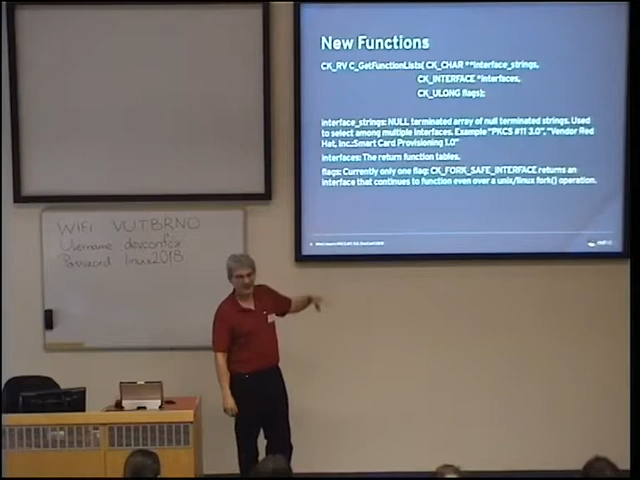 New Functions
CK_RV C_GetFunctionLists( CK_CHAR **interface_strings,
CK_INTERFACE *interfaces,
CK_ULONG flags);
interface_strings: NULL terminated array of null terminated strings. Used
to select among multiple interfaces. Example "PKCS #11 3.0", "Vendor Red
Hat, Inc.:Smart Card Provisioning 1.0"
interfaces: The return function tables.
flags: Currently only one flag: CK_FORK_SAFE_INTERFACE returns an
interface that continues to function even over a unix/linux fork() operation.
WIFI VUTBRNO
Username devconfcx
Password linux2018